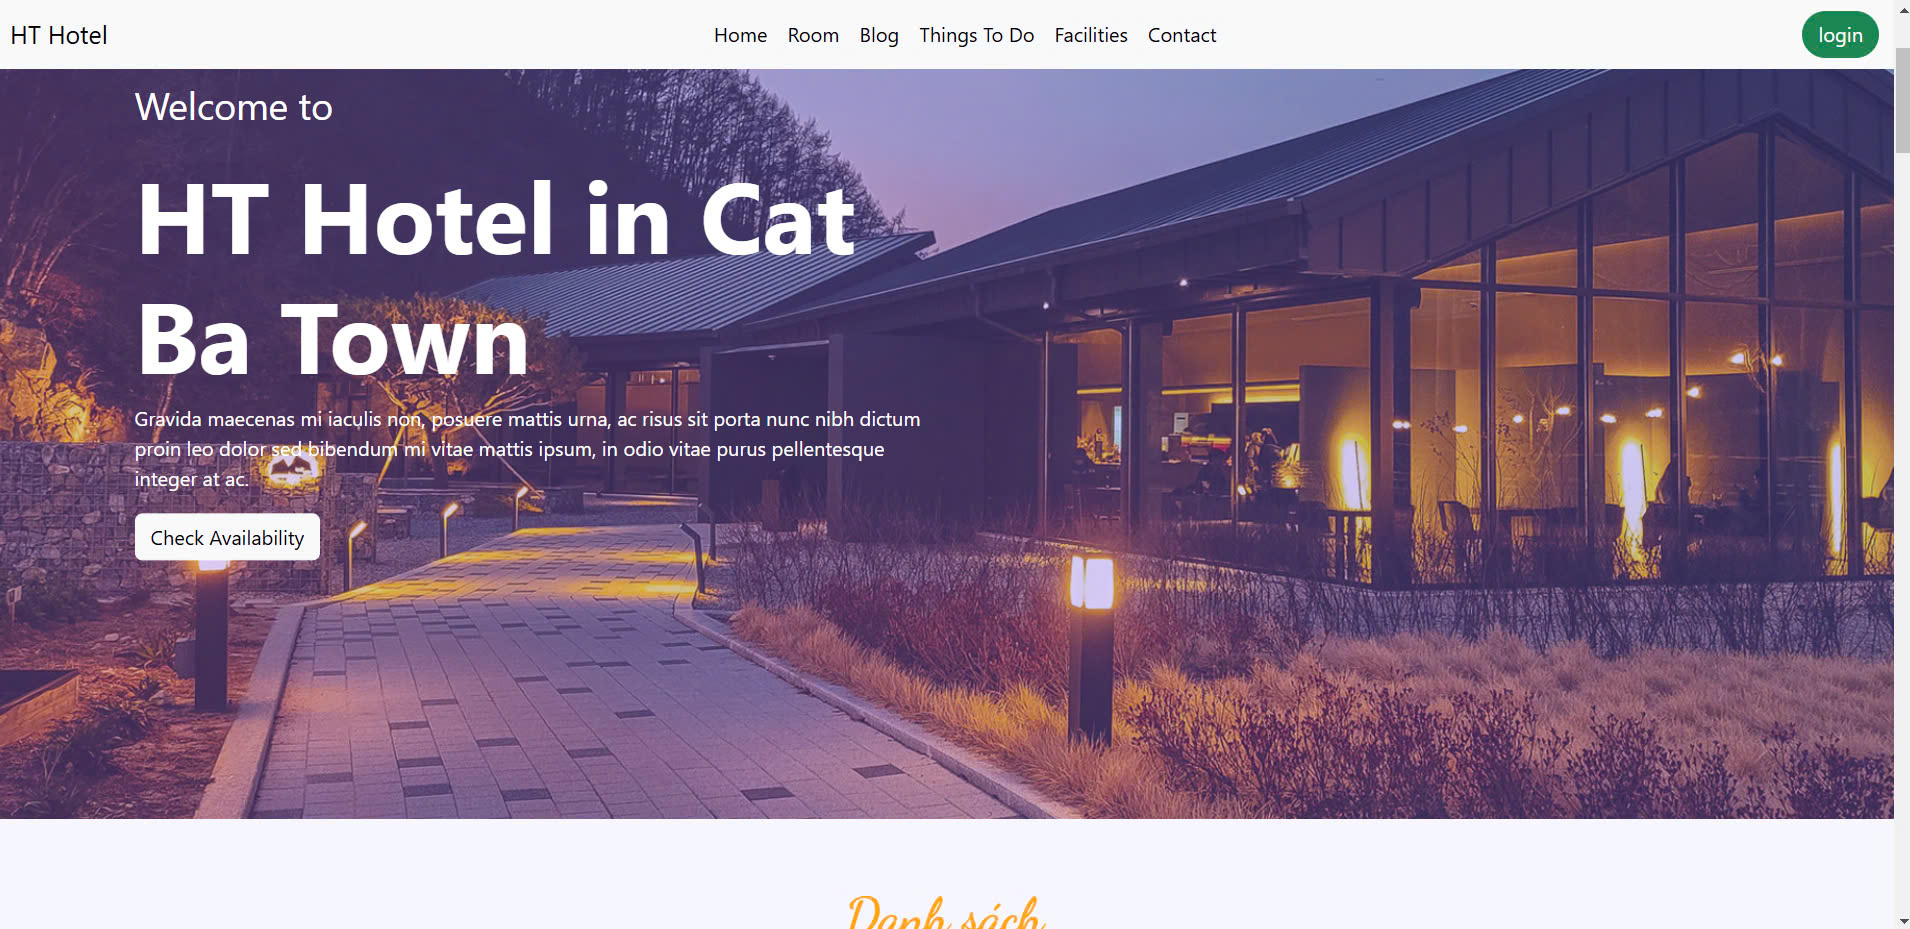 HT Hotel
Home Room Blog Things To Do Facilities Contact
login
Welcome to
HT Hotel in Cat
Ba Town
Gravida maecenas mi iaculis non, posuere mattis urna, ac risus sit porta nunc nibh dictum
proin leo dolor sed bibendum mi vitae mattis ipsum, in odio vitae purus pellentesque
integer at ac.
Check Availability
Danh sách